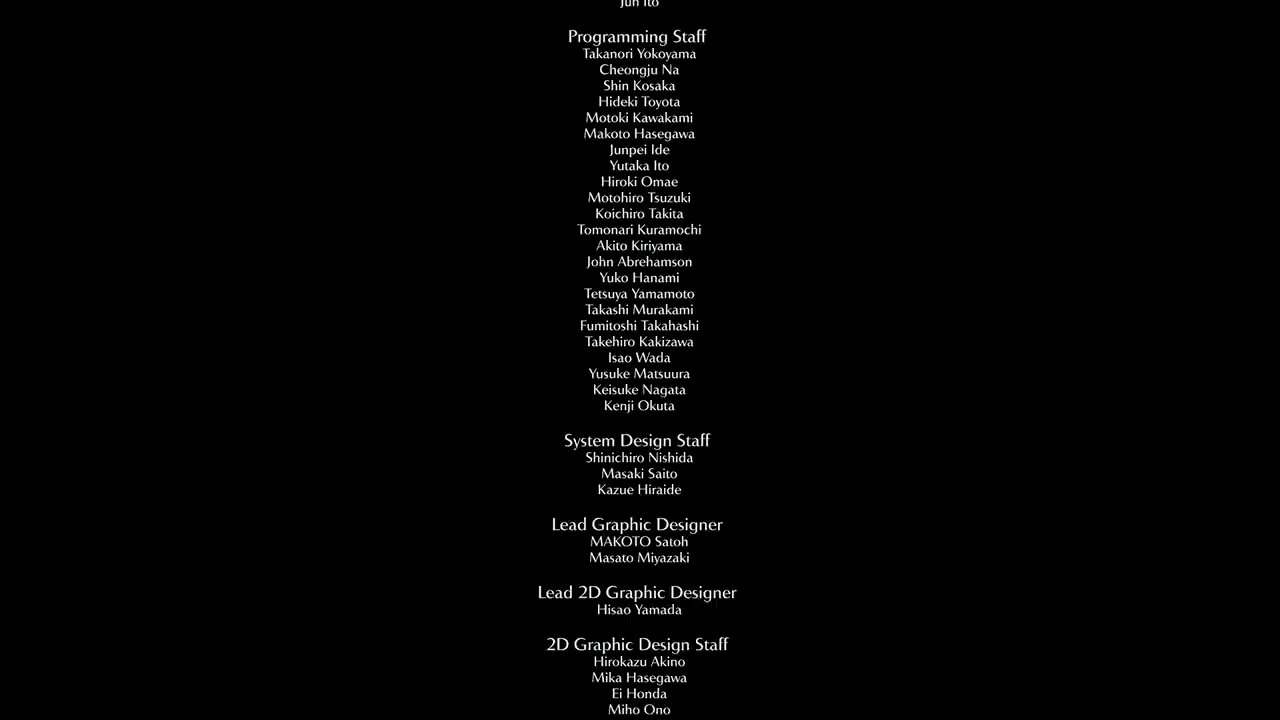 Jun Ito
Programming Staff
Takanori Yokoyama
Cheongju Na
Shin Kosaka
Hideki Toyota
Motoki Kawakami
Makoto Hasegawa
Junpei Ide
Yutaka Ito
Hiroki Omae
Motohiro Tsuzuki
Koichiro Takita
Tomonari Kuramochi
Akito Kiriyama
John Abrehamson
Yuko Hanami
Tetsuya Yamamoto
Takashi Murakami
Fumitoshi Takahashi
Takehiro Kakizawa
Isao Wada
Yusuke Matsuura
Keisuke Nagata
Kenji Okuta
System Design Staff
Shinichiro Nishida
Masaki Saito
Kazue Hiraide
Lead Graphic Designer
MAKOTO Satoh
Masato Miyazaki
Lead 2D Graphic Designer
Hisao Yamada
2D Graphic Design Staff
Hirokazu Akino
Mika Hasegawa
Ei Honda
Miho Ono